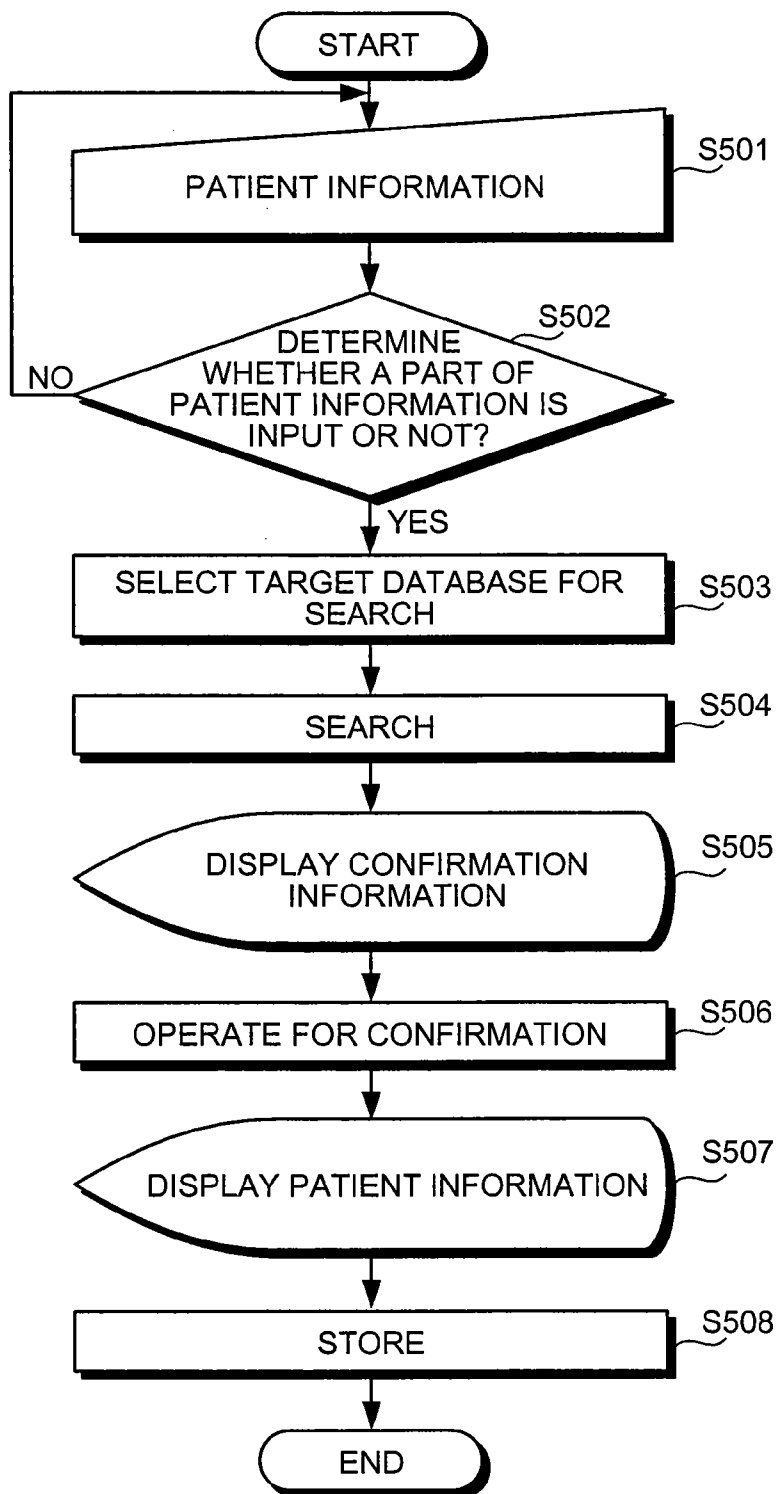 START
PATIENT INFORMATION
S501
DETERMINE
WHETHER A PART OF
PATIENT INFORMATION IS
INPUT OR NOT?
S502
NO
YES
SELECT TARGET DATABASE FOR
SEARCH
S503
SEARCH
S504
DISPLAY CONFIRMATION
INFORMATION
S505
OPERATE FOR CONFIRMATION
S506
DISPLAY PATIENT INFORMATION
S507
STORE
S508
END